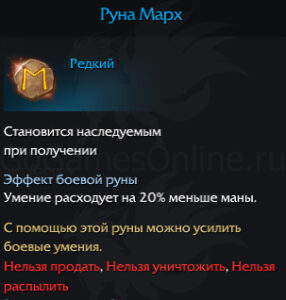 Руна Марх
Редкий
Становится наследуемым
при получении
Эффект боевой руны
Умение расходует на 20% меньше маны.
С помощью этой руны можно усилить
боевые умения.
Нельзя продать, Нельзя уничтожить, Нельзя
распылить